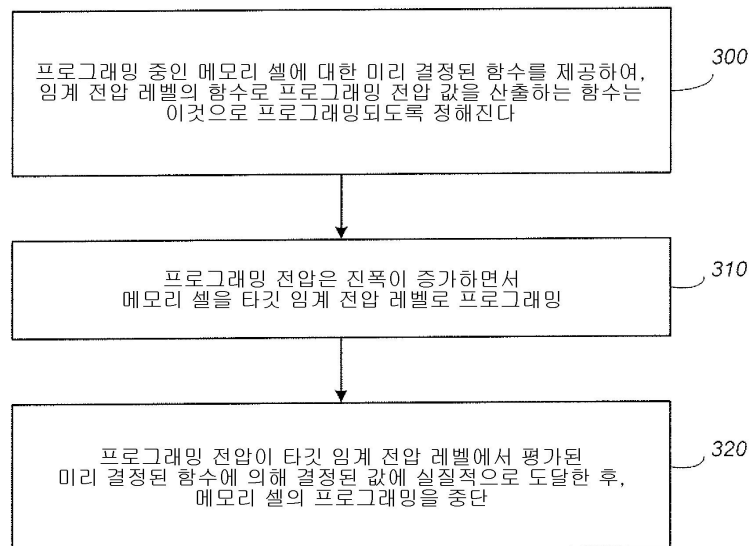 프로그래밍 중인 메모리 셀에 대한 미리 결정된 함수를 제공하여,
임계 전압 레벨의 함수로 프로그래밍 전압 값을 산출하는 함수는
이것으로 프로그래밍되도록 정해진다
300
프로그래밍 전압은 진폭이 증가하면서
메모리 셀을 타깃 임계 전압 레벨로 프로그래밍
310
프로그래밍 전압이 타깃 임계 전압 레벨에서 평가된
미리 결정된 함수에 의해 결정된 값에 실질적으로 도달한 후,
메모리 셀의 프로그래밍을 중단
320